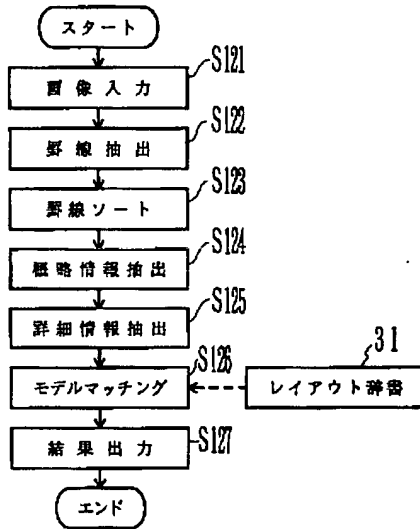 スタート
S121
画像入力
S122
罫線抽出
S123
罫線ソート
S124
概略情報抽出
S125
詳細情報抽出
S126
モデルマッチング
31
レイアウト辞書
S127
結果出力
エンド